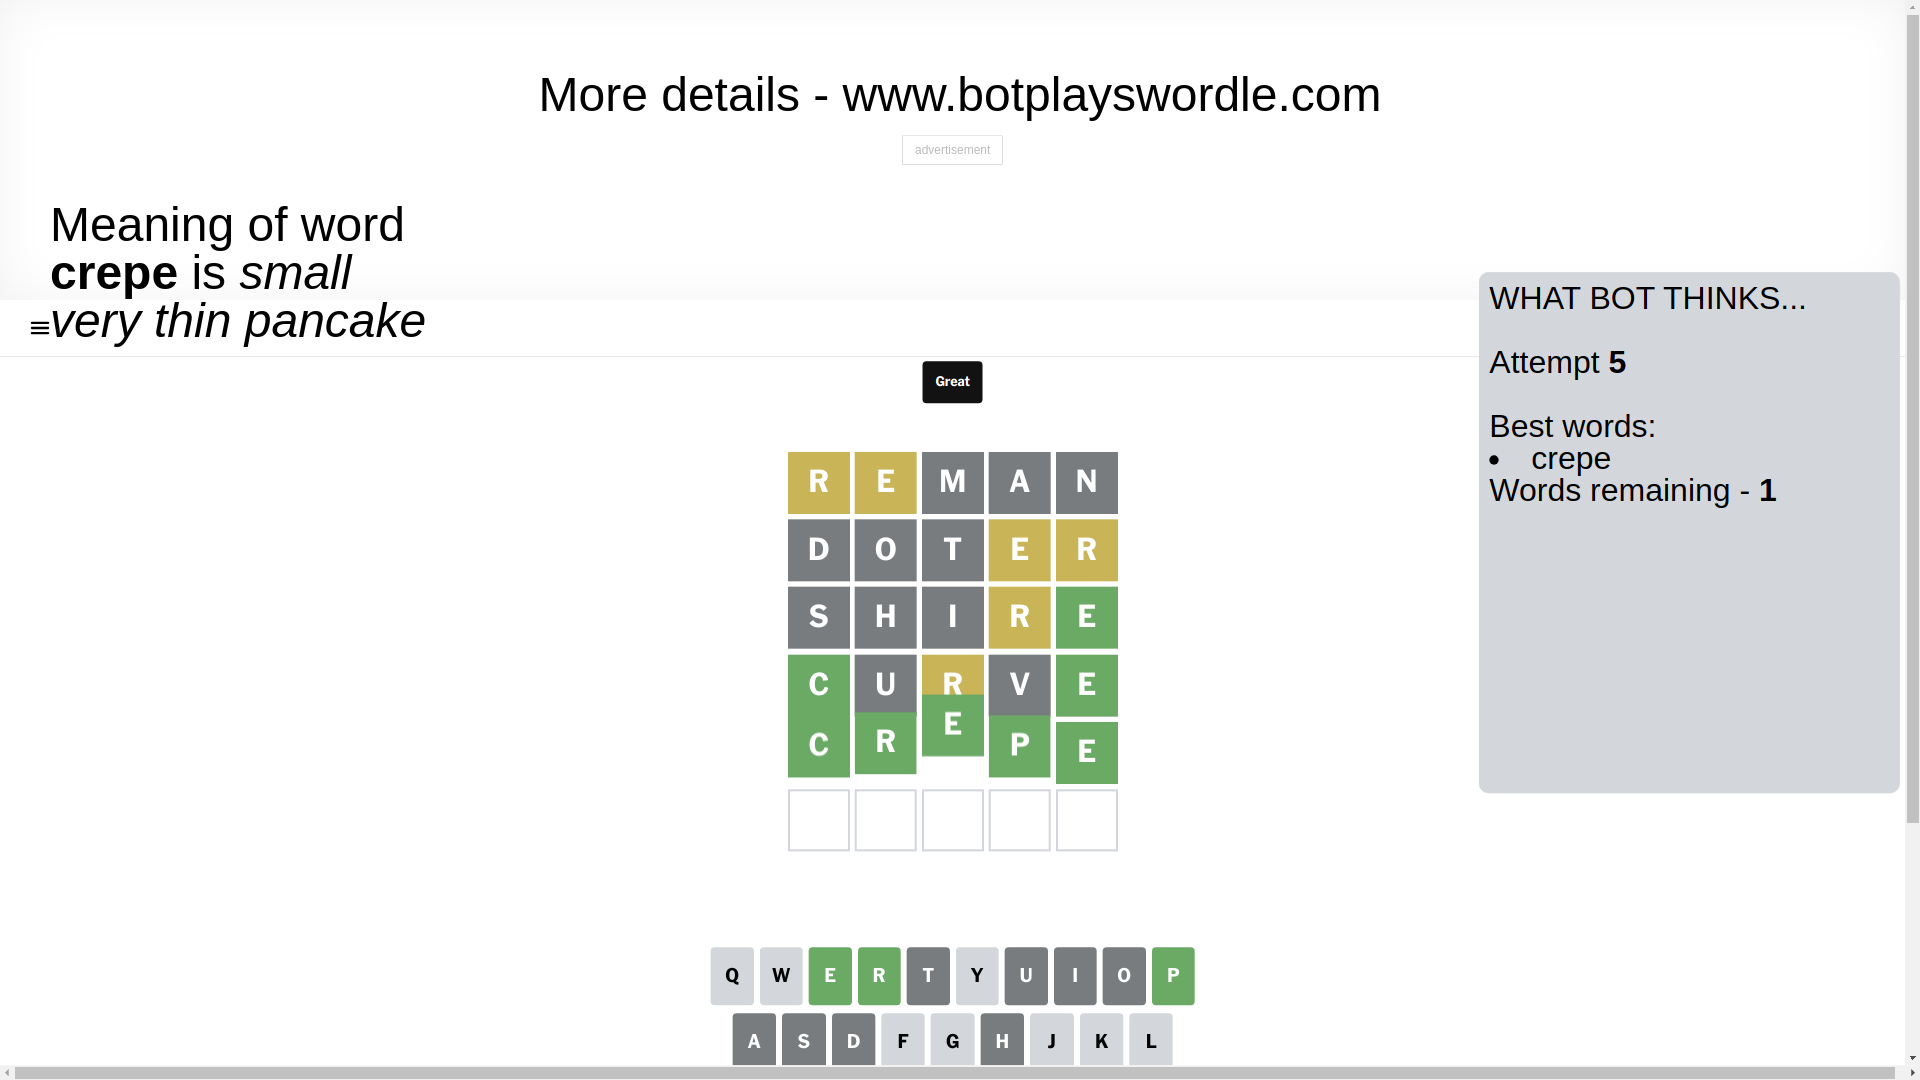 More details - www.botplayswordle.com
advertisement
Meaning of word
crepe is small
very thin pancake
WHAT BOT THINKS...
Attempt 5
Best words:
• crepe
Words remaining - 1
Great
R E M A N
D O T E R
S H I R E
C U R V E
C R E P E
Q W E R T Y U I O P
A S D F G H J K L